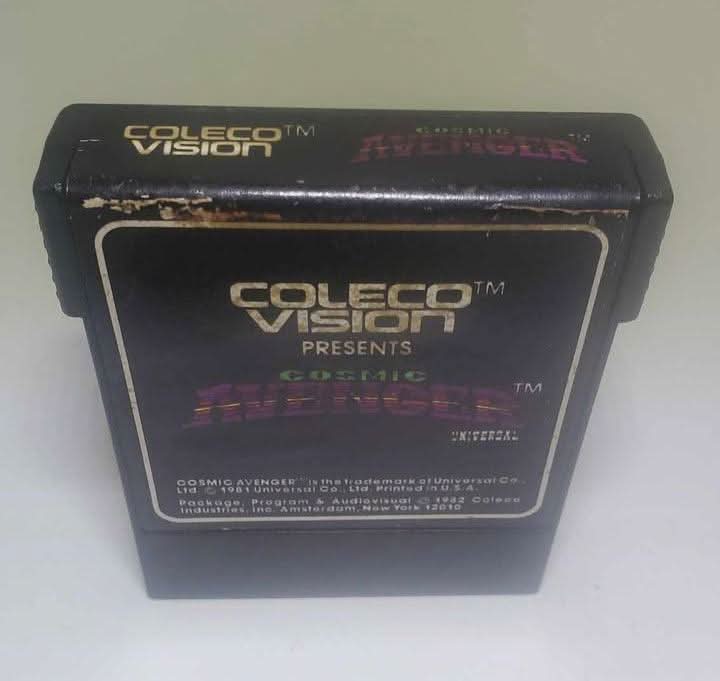 COLECO™
VISION
COSMIC
AVENGER™
COLECO™
VISION
PRESENTS
COSMIC
AVENGER™
UNIVERSAL
COSMIC AVENGER™ is the trademark of Universal Co.,
Ltd. © 1981 Universal Co., Ltd. Printed in U.S.A.
Package, Program & Audiovisual © 1982 Coleco
Industries, Inc. Amsterdam, New York 12010